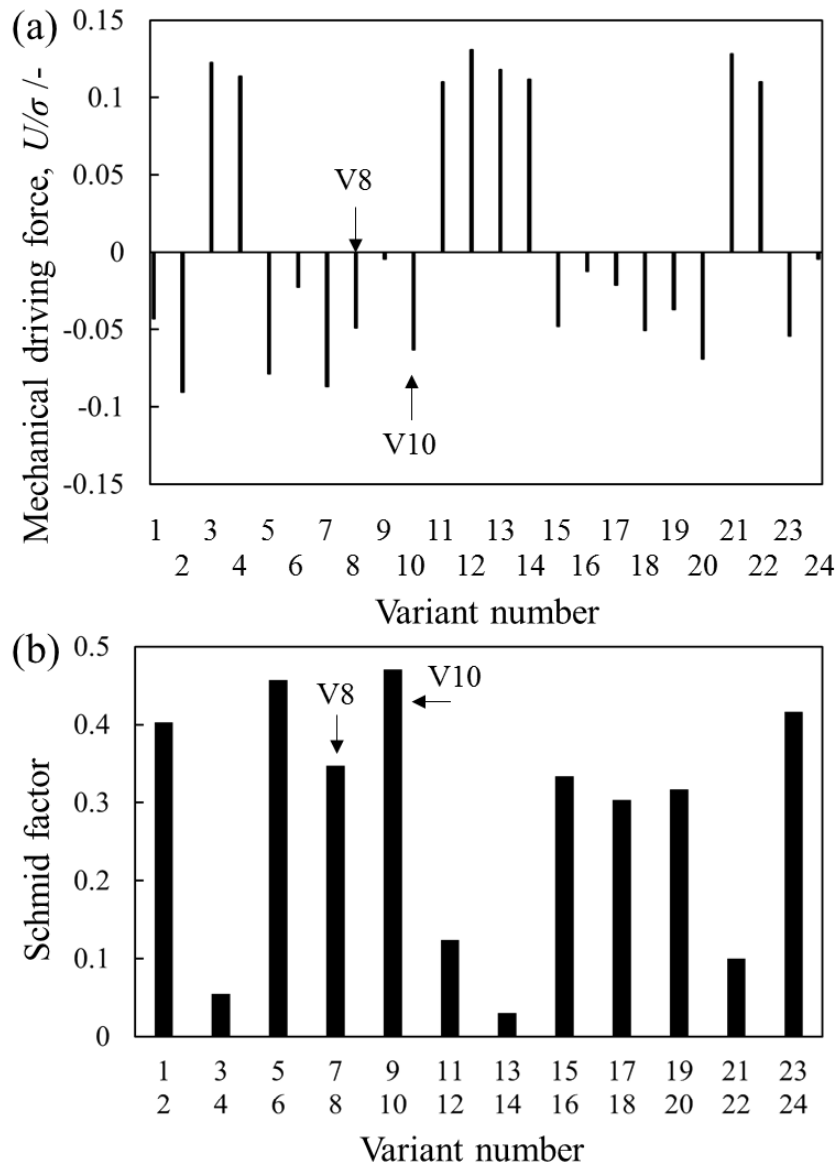 (a)
Mechanical driving force, U/σ /-
0.15
0.1
0.05
0
-0.05
-0.1
-0.15
V8
V10
1 3 5 7 9 11 13 15 17 19 21 23
2 4 6 8 10 12 14 16 18 20 22 24
Variant number
(b)
Schmid factor
0.5
0.4
0.3
0.2
0.1
0
V8
V10
1 3 5 7 9 11 13 15 17 19 21 23
2 4 6 8 10 12 14 16 18 20 22 24
Variant number